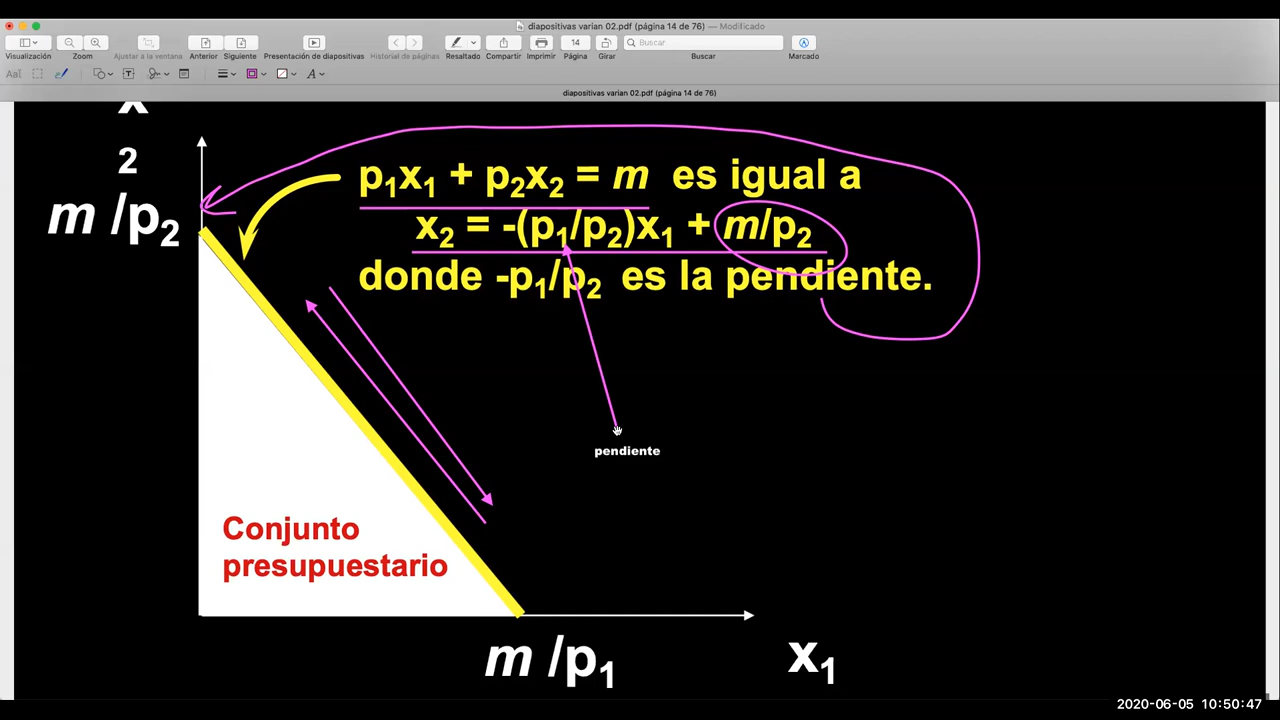 diapositivas varian 02.pdf (página 14 de 76) — Modificado
14
Buscar
Visualización
Zoom
Ajustar a la ventana
Anterior
Siguiente
Presentación de diapositivas
Historial de páginas
Resaltado
Compartir
Imprimir
Página
Girar
Buscar
Marcado
diapositivas varian 02.pdf (página 14 de 76)
x
2
m /p2
p1x1 + p2x2 = m es igual a
x2 = -(p1/p2)x1 + m/p2
donde -p1/p2 es la pendiente.
pendiente
Conjunto
presupuestario
m /p1
x1
2020-06-05 10:50:47